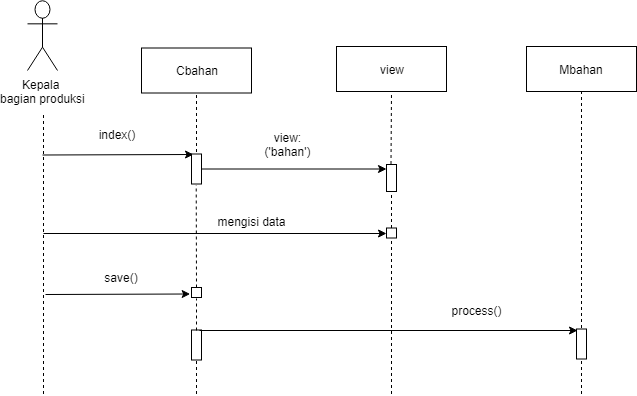 Cbahan
view
Mbahan
Kepala
bagian produksi
index()
view:
('bahan')
mengisi data
save()
process()